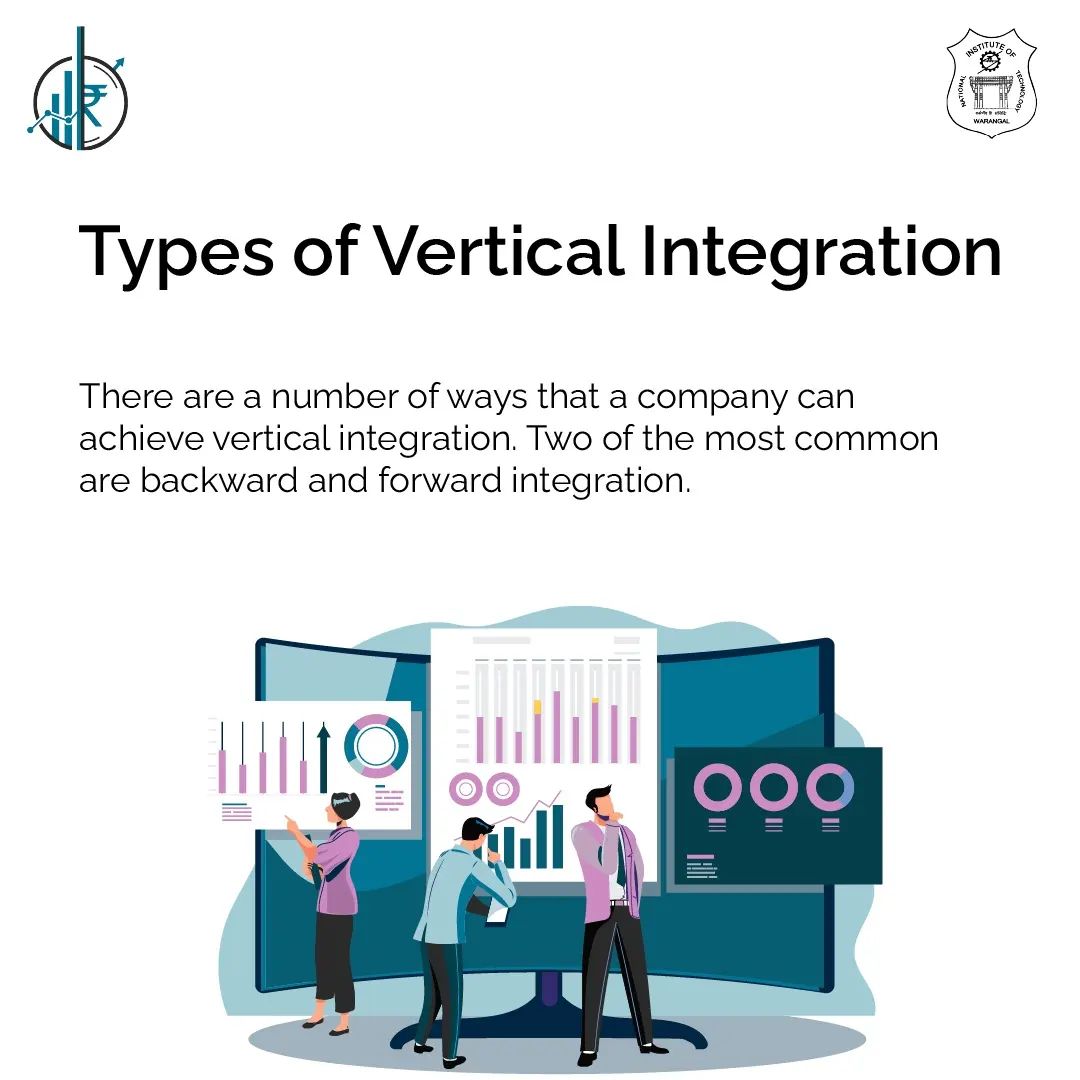 NATIONAL INSTITUTE OF TECHNOLOGY
WARANGAL
Types of Vertical Integration
There are a number of ways that a company can
achieve vertical integration. Two of the most common
are backward and forward integration.